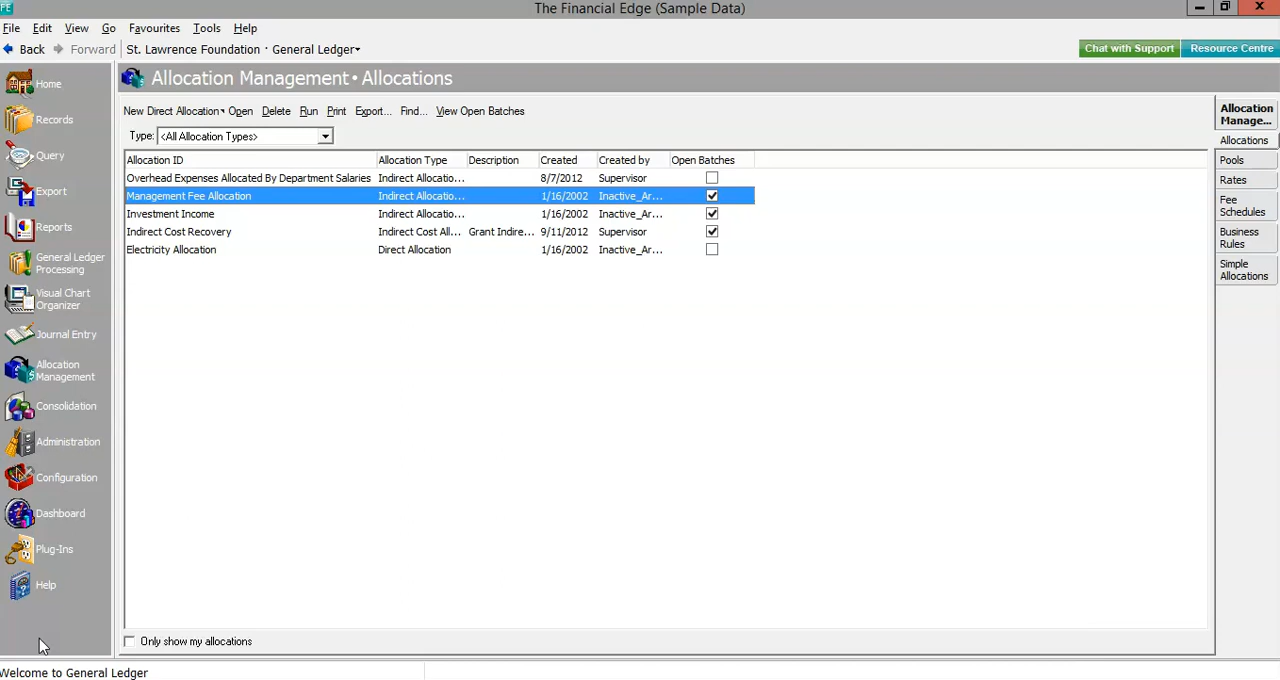 FE The Financial Edge (Sample Data)
File Edit View Go Favourites Tools Help
Back Forward St. Lawrence Foundation · General Ledger
Chat with Support Resource Centre
Home
Records
Query
Export
Reports
General Ledger
Processing
Visual Chart
Organizer
Journal Entry
Allocation
Management
Consolidation
Administration
Configuration
Dashboard
Plug-Ins
Help
Allocation Management • Allocations
New Direct Allocation Open Delete Run Print Export... Find... View Open Batches
Type: <All Allocation Types>
Allocation ID Allocation Type Description Created Created by Open Batches
Overhead Expenses Allocated By Department Salaries Indirect Allocatio... 8/7/2012 Supervisor
Management Fee Allocation Indirect Allocatio... 1/16/2002 Inactive_Ar...
Investment Income Indirect Allocatio... 1/16/2002 Inactive_Ar...
Indirect Cost Recovery Indirect Cost All... Grant Indire... 9/11/2012 Supervisor
Electricity Allocation Direct Allocation 1/16/2002 Inactive_Ar...
Only show my allocations
Allocation
Manage...
Allocations
Pools
Rates
Fee
Schedules
Business
Rules
Simple
Allocations
Welcome to General Ledger